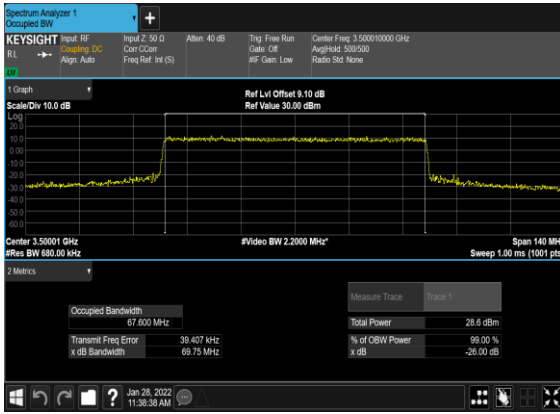 Spectrum Analyzer 1
Occupied BW
KEYSIGHT
RL
Input: RF
Coupling: DC
Align: Auto
Input Z: 50 Ω
Corr CCorr
Freq Ref: Int (S)
Atten: 40 dB
Trig: Free Run
Gate: Off
#IF Gain: Low
Center Freq: 3.500010000 GHz
Avg|Hold: 500/500
Radio Std: None
1 Graph
Scale/Div 10.0 dB
Ref Lvl Offset 9.10 dB
Ref Value 30.00 dBm
Log
20.0
10.0
0.00
-10.0
-20.0
-30.0
-40.0
-50.0
-60.0
Center 3.50001 GHz
#Res BW 680.00 kHz
#Video BW 2.2000 MHz*
Span 140 MH
Sweep 1.00 ms (1001 pts
2 Metrics
Measure Trace
Trace 1
Occupied Bandwidth
67.600 MHz
Total Power
28.6 dBm
Transmit Freq Error
39.407 kHz
% of OBW Power
99.00 %
x dB Bandwidth
69.75 MHz
x dB
-26.00 dB
?
Jan 28, 2022
11:38:38 AM